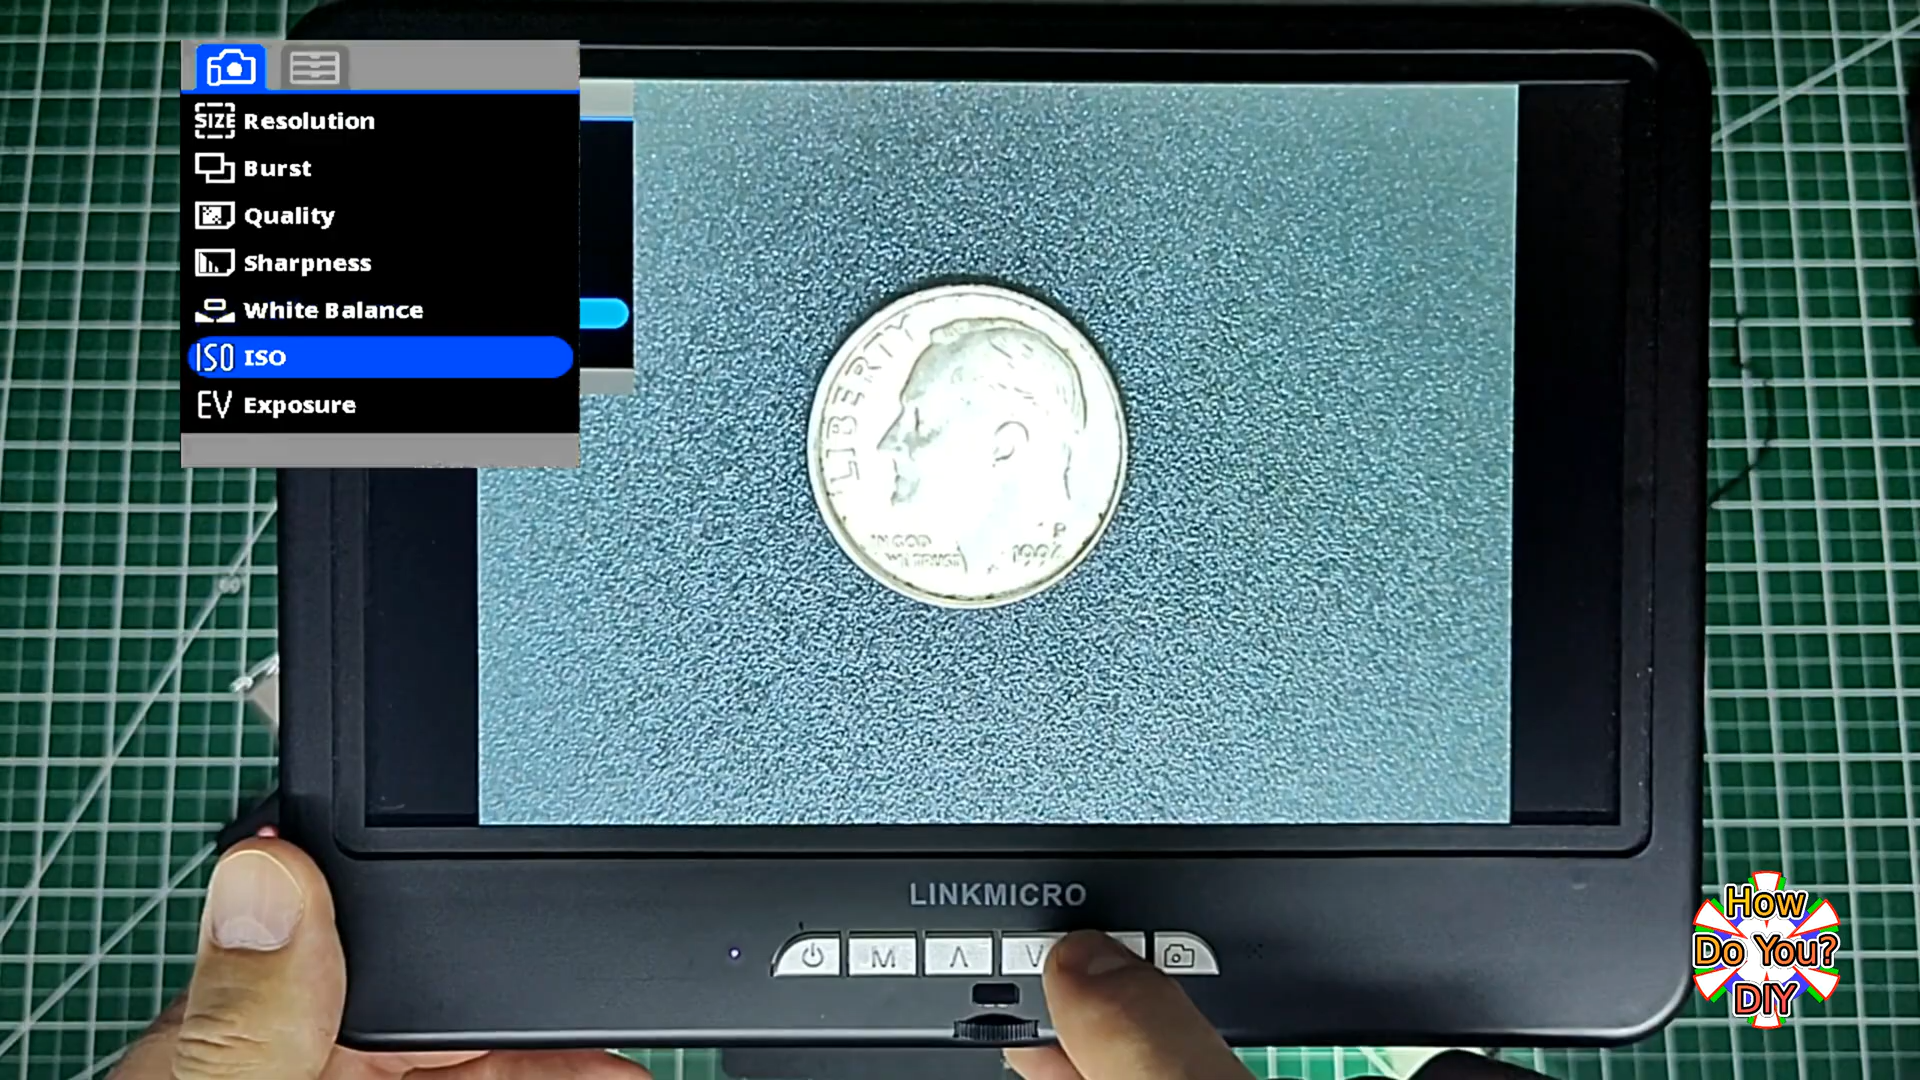 SIZE Resolution
Burst
Quality
Sharpness
White Balance
ISO ISO
EV Exposure
LIBERTY
IN GOD
WE TRUST
P
LINKMICRO
M
How
Do You?
DIY